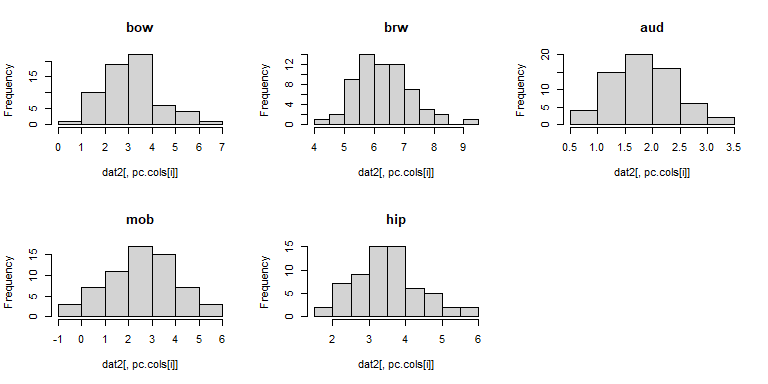 bow
Frequency
5
15
0 1 2 3 4 5 6 7
dat2[, pc.cols[i]]
brw
Frequency
0
4
8
12
4 5 6 7 8 9
dat2[, pc.cols[i]]
aud
Frequency
0
5
10
20
0.5 1.0 1.5 2.0 2.5 3.0 3.5
dat2[, pc.cols[i]]
mob
Frequency
0
5
10
15
-1 0 1 2 3 4 5 6
dat2[, pc.cols[i]]
hip
Frequency
0
5
10
15
2 3 4 5 6
dat2[, pc.cols[i]]